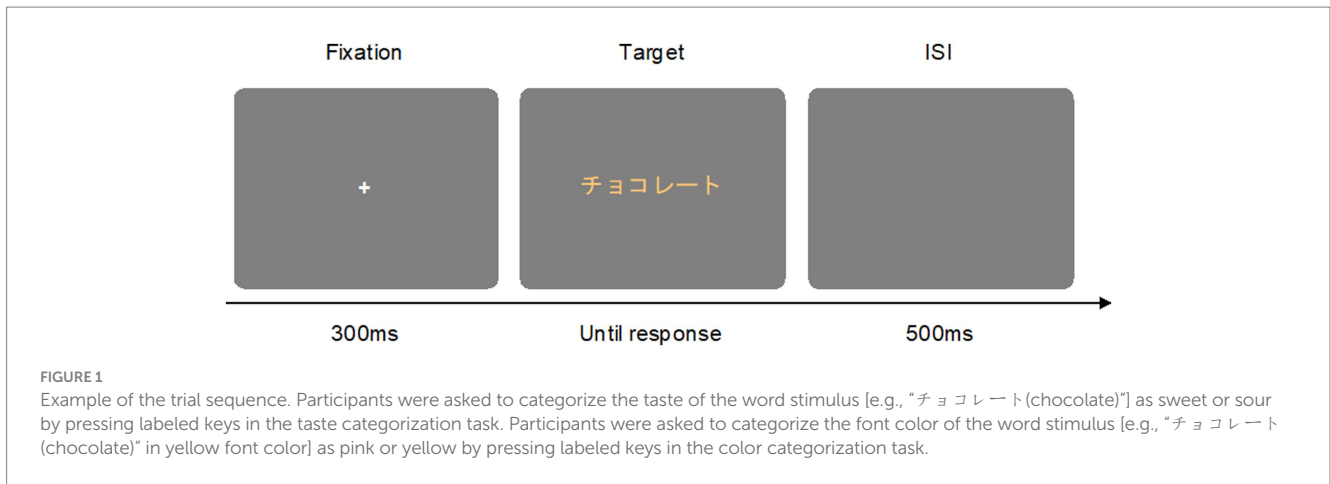 Fixation Target ISI
+ チョコレート
300ms Until response 500ms
FIGURE 1
Example of the trial sequence. Participants were asked to categorize the taste of the word stimulus [e.g., “チョコレート(chocolate)”] as sweet or sour
by pressing labeled keys in the taste categorization task. Participants were asked to categorize the font color of the word stimulus [e.g., “チョコレート
(chocolate)” in yellow font color] as pink or yellow by pressing labeled keys in the color categorization task.